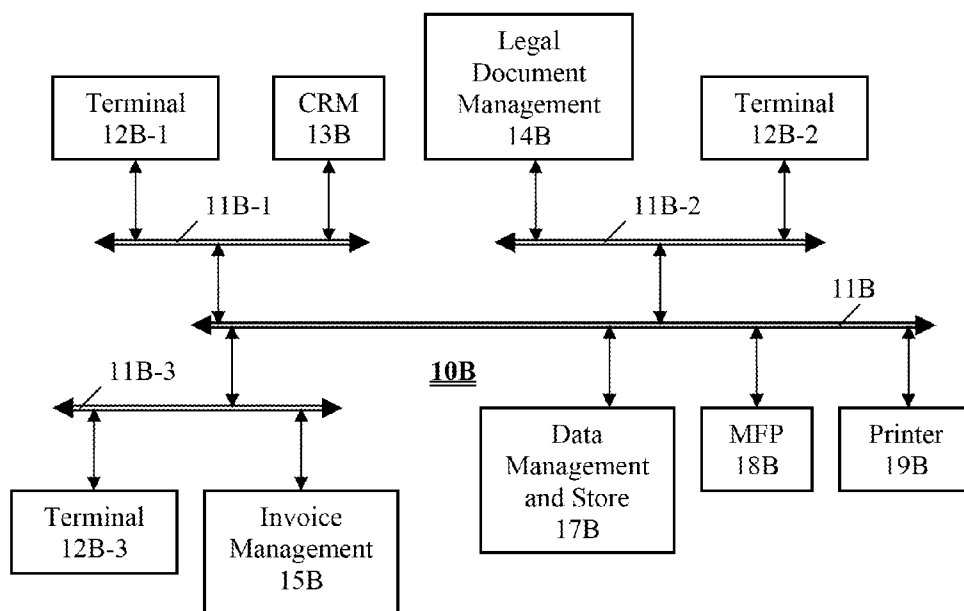 Terminal
12B-1
CRM
13B
Legal
Document
Management
14B
Terminal
12B-2
11B-1
11B-2
11B
10B
11B-3
Terminal
12B-3
Invoice
Management
15B
Data
Management
and Store
17B
MFP
18B
Printer
19B